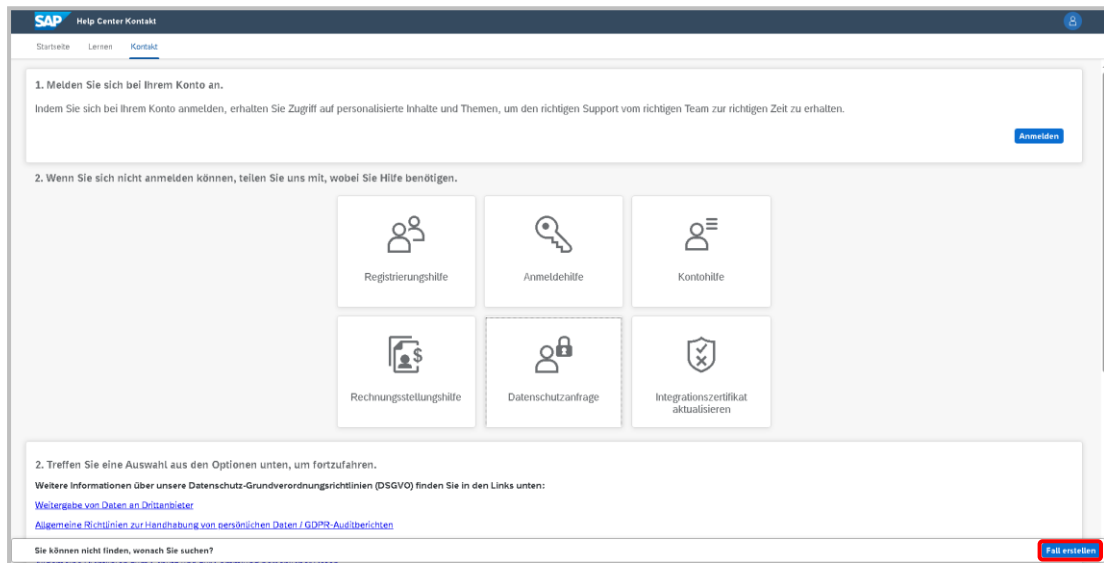 SAP Help Center Kontakt
Startseite Lernen Kontakt
1. Melden Sie sich bei Ihrem Konto an.
Indem Sie sich bei Ihrem Konto anmelden, erhalten Sie Zugriff auf personalisierte Inhalte und Themen, um den richtigen Support vom richtigen Team zur richtigen Zeit zu erhalten.
Anmelden
2. Wenn Sie sich nicht anmelden können, teilen Sie uns mit, wobei Sie Hilfe benötigen.
Registrierungshilfe
Anmeldehilfe
Kontohilfe
Rechnungsstellungshilfe
Datenschutzanfrage
Integrationszertifikat
aktualisieren
2. Treffen Sie eine Auswahl aus den Optionen unten, um fortzufahren.
Weitere Informationen über unsere Datenschutz-Grundverordnungsrichtlinien (DSGVO) finden Sie in den Links unten:
Weitergabe von Daten an Drittanbieter
Allgemeine Richtlinien zur Handhabung von persönlichen Daten / GDPR-Auditberichten
Sie können nicht finden, wonach Sie suchen?
Fall erstellen